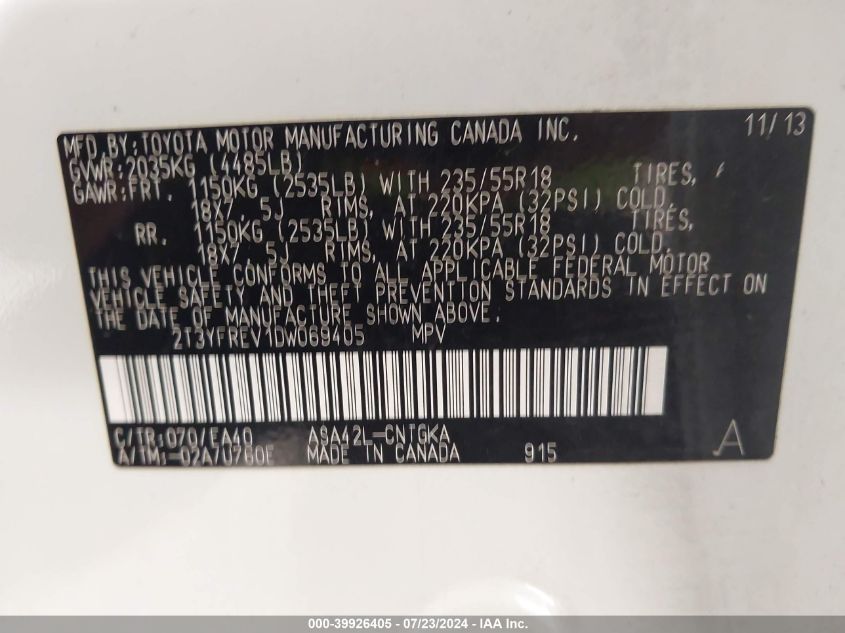 MFD.BY:TOYOTA MOTOR MANUFACTURING CANADA INC. 11/13
GVWR:2035KG (4485LB)
GAWR:FRT. 1150KG (2535LB) WITH 235/55R18 TIRES,
18X7.5J RIMS, AT 220KPA (32PSI) COLD.
RR. 1150KG (2535LB) WITH 235/55R18 TIRES,
18X7.5J RIMS, AT 220KPA (32PSI) COLD.
THIS VEHICLE CONFORMS TO ALL APPLICABLE FEDERAL MOTOR
VEHICLE SAFETY AND THEFT PREVENTION STANDARDS IN EFFECT ON
THE DATE OF MANUFACTURE SHOWN ABOVE.
2T3YFREV1DW069405 MPV
C/TR:070/EA40 ASA42L-CNTGKA
A/TM:-02A/U760E MADE IN CANADA 915
A
000-39926405 - 07/23/2024 - IAA Inc.